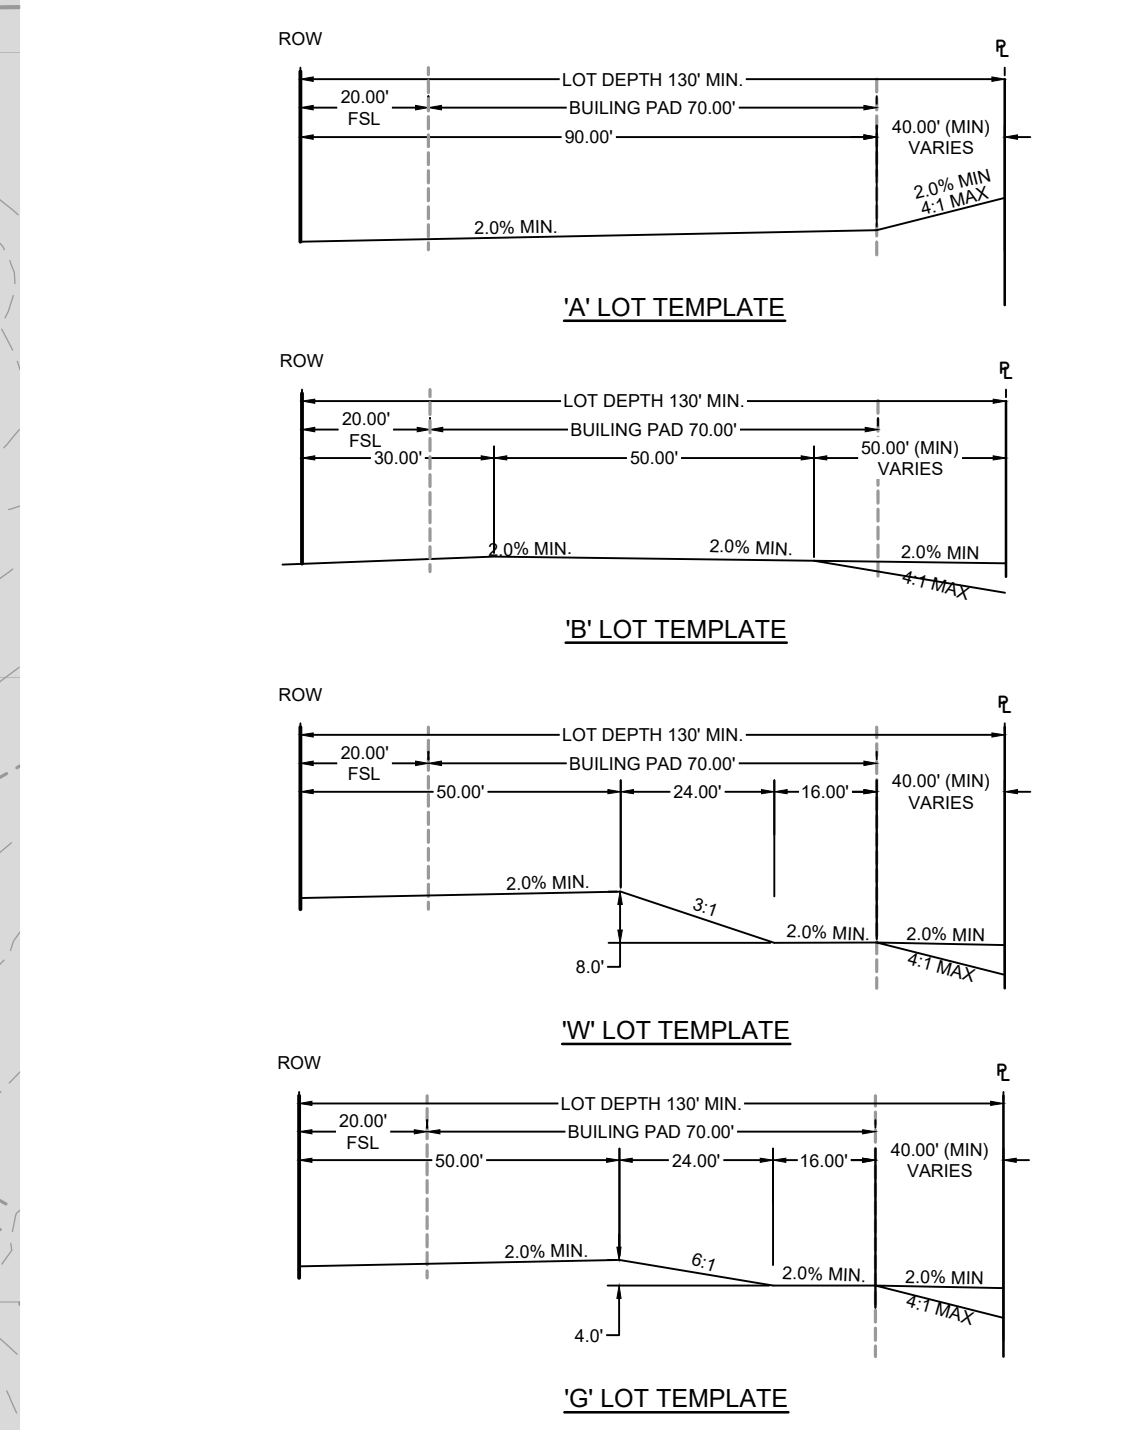 ROW
℄
LOT DEPTH 130' MIN.
20.00'
FSL
BUILING PAD 70.00'
90.00'
40.00' (MIN)
VARIES
2.0% MIN
4:1 MAX
2.0% MIN.
'A' LOT TEMPLATE
ROW
PL
LOT DEPTH 130' MIN.
20.00'
FSL
BUILING PAD 70.00'
30.00'
50.00'
50.00' (MIN)
VARIES
2.0% MIN.
2.0% MIN.
2.0% MIN
4:1 MAX
'B' LOT TEMPLATE
ROW
PL
LOT DEPTH 130' MIN.
20.00'
FSL
BUILING PAD 70.00'
50.00'
24.00'
16.00'
40.00' (MIN)
VARIES
2.0% MIN.
3:1
2.0% MIN.
2.0% MIN
4:1 MAX
8.0'
'W' LOT TEMPLATE
ROW
PL
LOT DEPTH 130' MIN.
20.00'
FSL
BUILING PAD 70.00'
50.00'
24.00'
16.00'
40.00' (MIN)
VARIES
2.0% MIN.
6:1
2.0% MIN.
2.0% MIN
4:1 MAX
4.0'
'G' LOT TEMPLATE